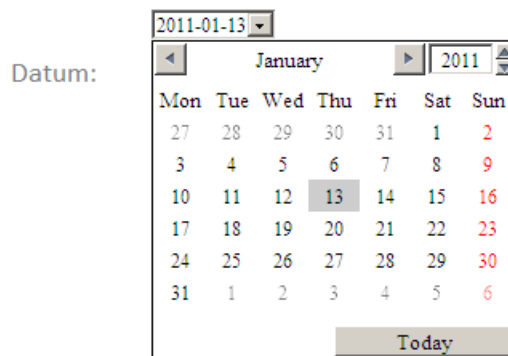 2011-01-13
Datum:
January 2011
Mon Tue Wed Thu Fri Sat Sun
27 28 29 30 31 1 2
3 4 5 6 7 8 9
10 11 12 13 14 15 16
17 18 19 20 21 22 23
24 25 26 27 28 29 30
31 1 2 3 4 5 6
Today